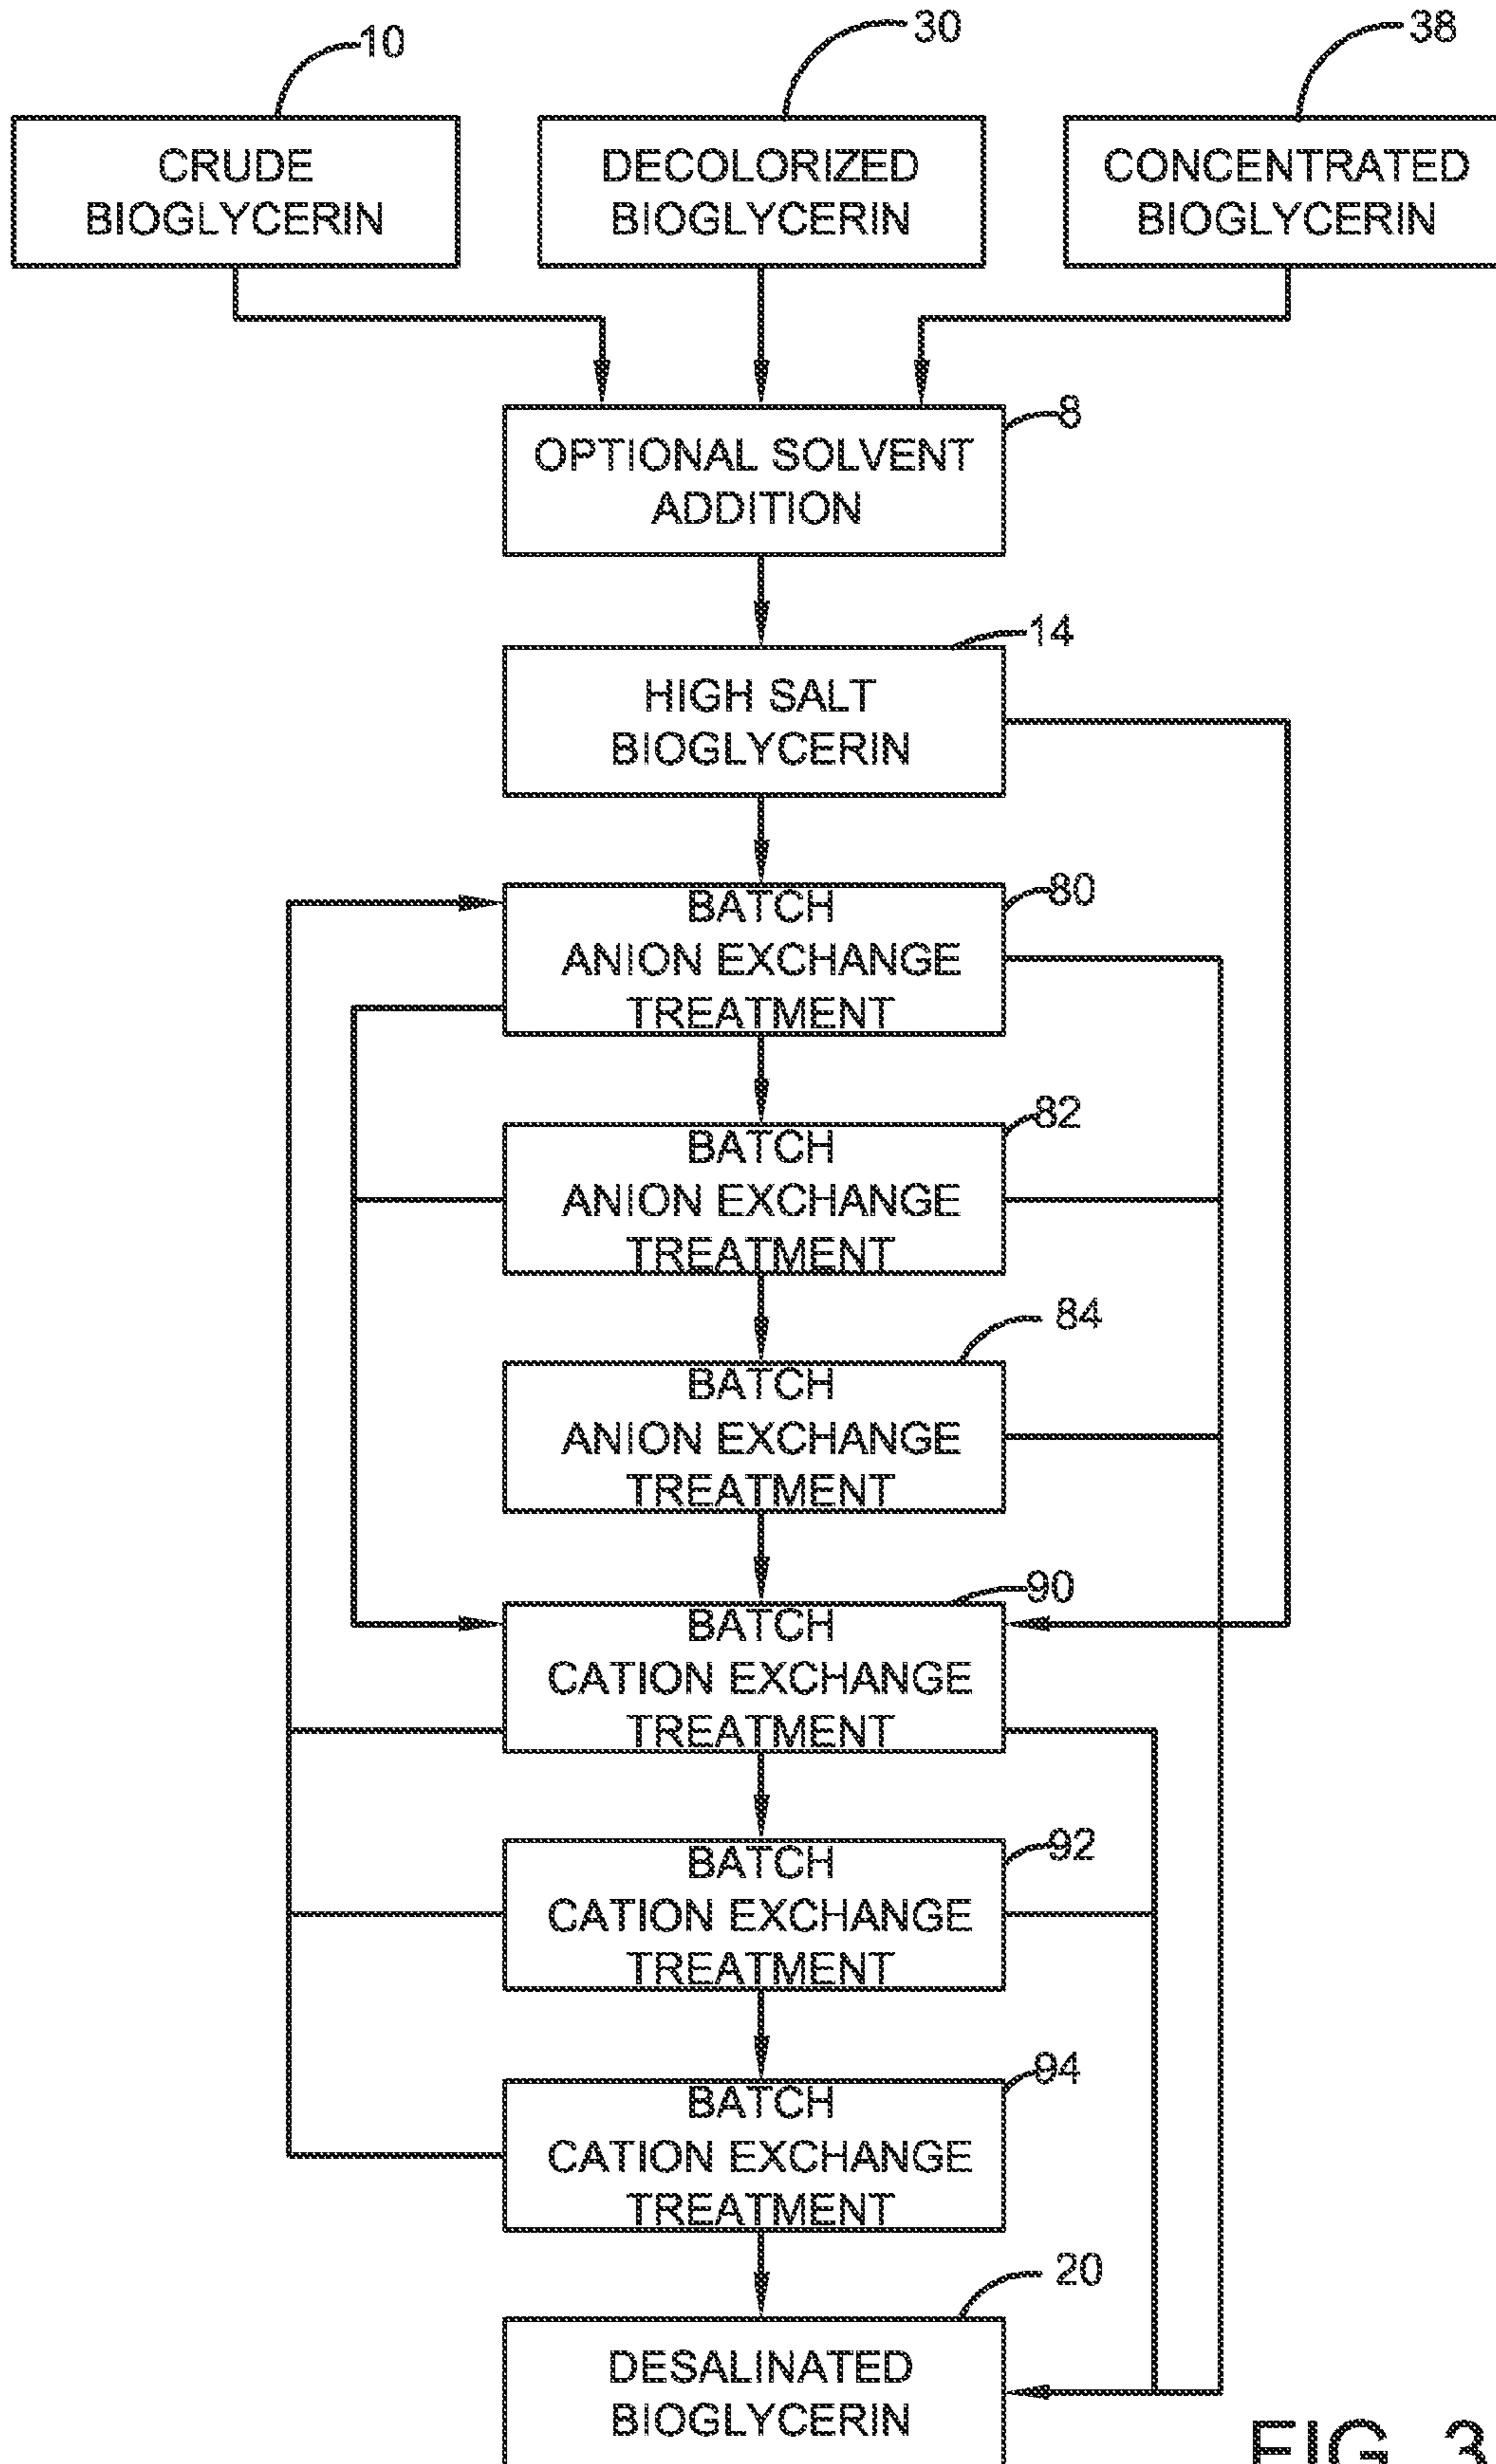 10
30
38
CRUDE
BIOGLYCERIN
DECOLORIZED
BIOGLYCERIN
CONCENTRATED
BIOGLYCERIN
8
OPTIONAL SOLVENT
ADDITION
14
HIGH SALT
BIOGLYCERIN
80
BATCH
ANION EXCHANGE
TREATMENT
82
BATCH
ANION EXCHANGE
TREATMENT
84
BATCH
ANION EXCHANGE
TREATMENT
90
BATCH
CATION EXCHANGE
TREATMENT
92
BATCH
CATION EXCHANGE
TREATMENT
94
BATCH
CATION EXCHANGE
TREATMENT
20
DESALINATED
BIOGLYCERIN
FIG. 3